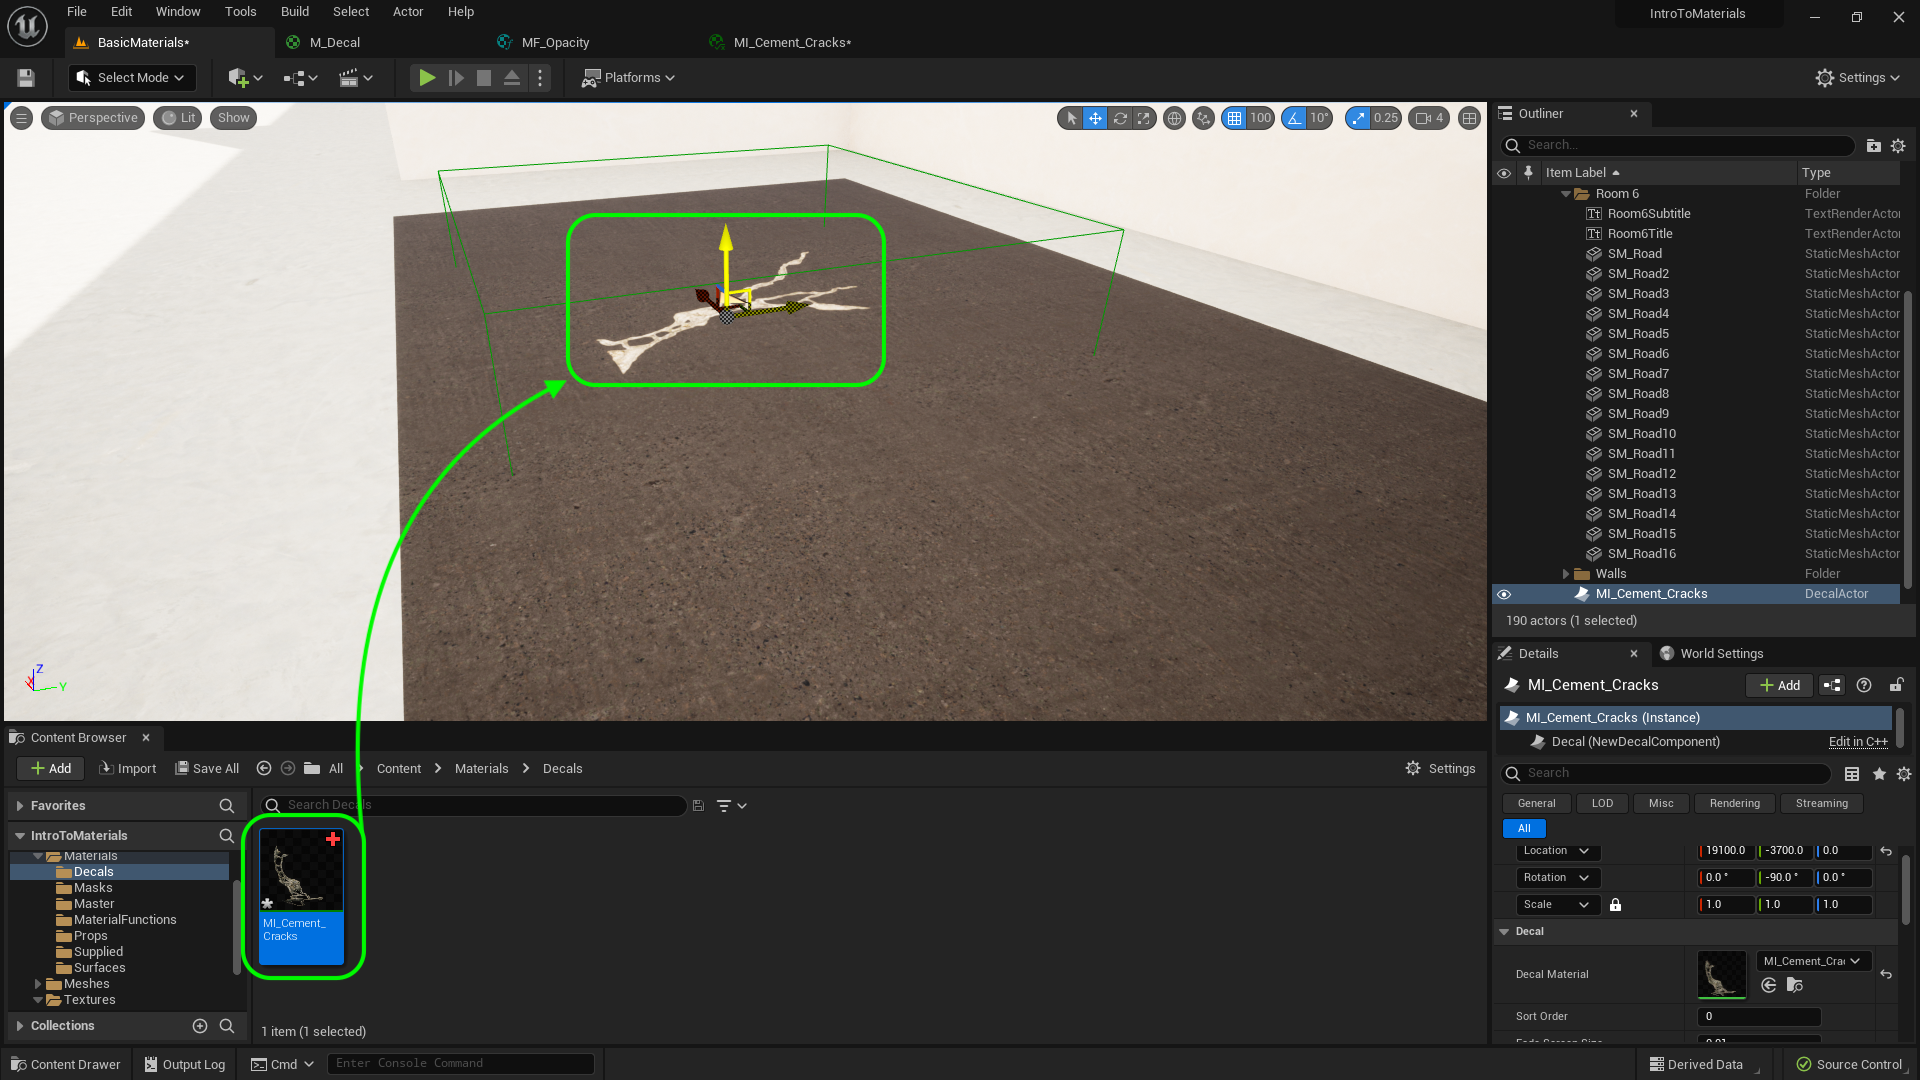 File Edit Window Tools Build Select Actor Help
IntroToMaterials
BasicMaterials*
M_Decal
MF_Opacity
MI_Cement_Cracks*
Select Mode
Platforms
Settings
Perspective
Lit
Show
100
10°
0.25
4
Z
X
Y
Outliner
Search...
Item Label
Type
Room 6 Folder
Room6Subtitle TextRenderActor
Room6Title TextRenderActor
SM_Road StaticMeshActor
SM_Road2 StaticMeshActor
SM_Road3 StaticMeshActor
SM_Road4 StaticMeshActor
SM_Road5 StaticMeshActor
SM_Road6 StaticMeshActor
SM_Road7 StaticMeshActor
SM_Road8 StaticMeshActor
SM_Road9 StaticMeshActor
SM_Road10 StaticMeshActor
SM_Road11 StaticMeshActor
SM_Road12 StaticMeshActor
SM_Road13 StaticMeshActor
SM_Road14 StaticMeshActor
SM_Road15 StaticMeshActor
SM_Road16 StaticMeshActor
Walls Folder
MI_Cement_Cracks DecalActor
190 actors (1 selected)
Details
World Settings
MI_Cement_Cracks
Add
MI_Cement_Cracks (Instance)
Decal (NewDecalComponent) Edit in C++
Search
General LOD Misc Rendering Streaming
All
Location 19100.0 -3700.0 0.0
Rotation 0.0 ° -90.0 ° 0.0 °
Scale 1.0 1.0 1.0
Decal
Decal Material MI_Cement_Crac
Sort Order 0
Content Browser
Add Import Save All All Content Materials Decals Settings
Favorites
Search Decals
IntroToMaterials
Materials
Decals
Masks
Master
MaterialFunctions
Props
Supplied
Surfaces
Meshes
Textures
Collections
MI_Cement_
Cracks
1 item (1 selected)
Content Drawer Output Log Cmd Enter Console Command
Derived Data Source Control